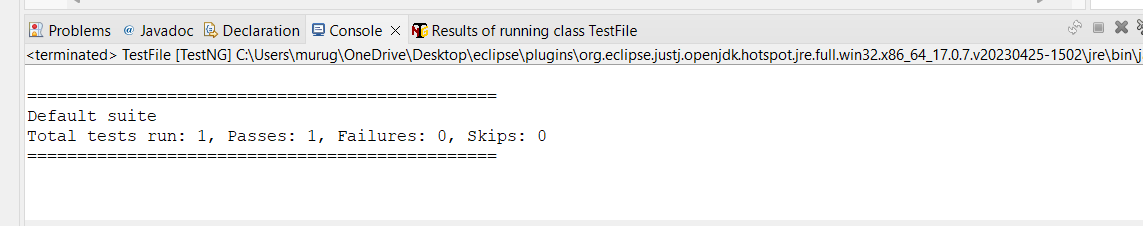 Problems @ Javadoc Declaration Console Results of running class TestFile
<terminated> TestFile [TestNG] C:\Users\murug\OneDrive\Desktop\eclipse\plugins\org.eclipse.justj.openjdk.hotspot.jre.full.win32.x86_64_17.0.7.v20230425-1502\jre\bin\j
===============================================
Default suite
Total tests run: 1, Passes: 1, Failures: 0, Skips: 0
===============================================